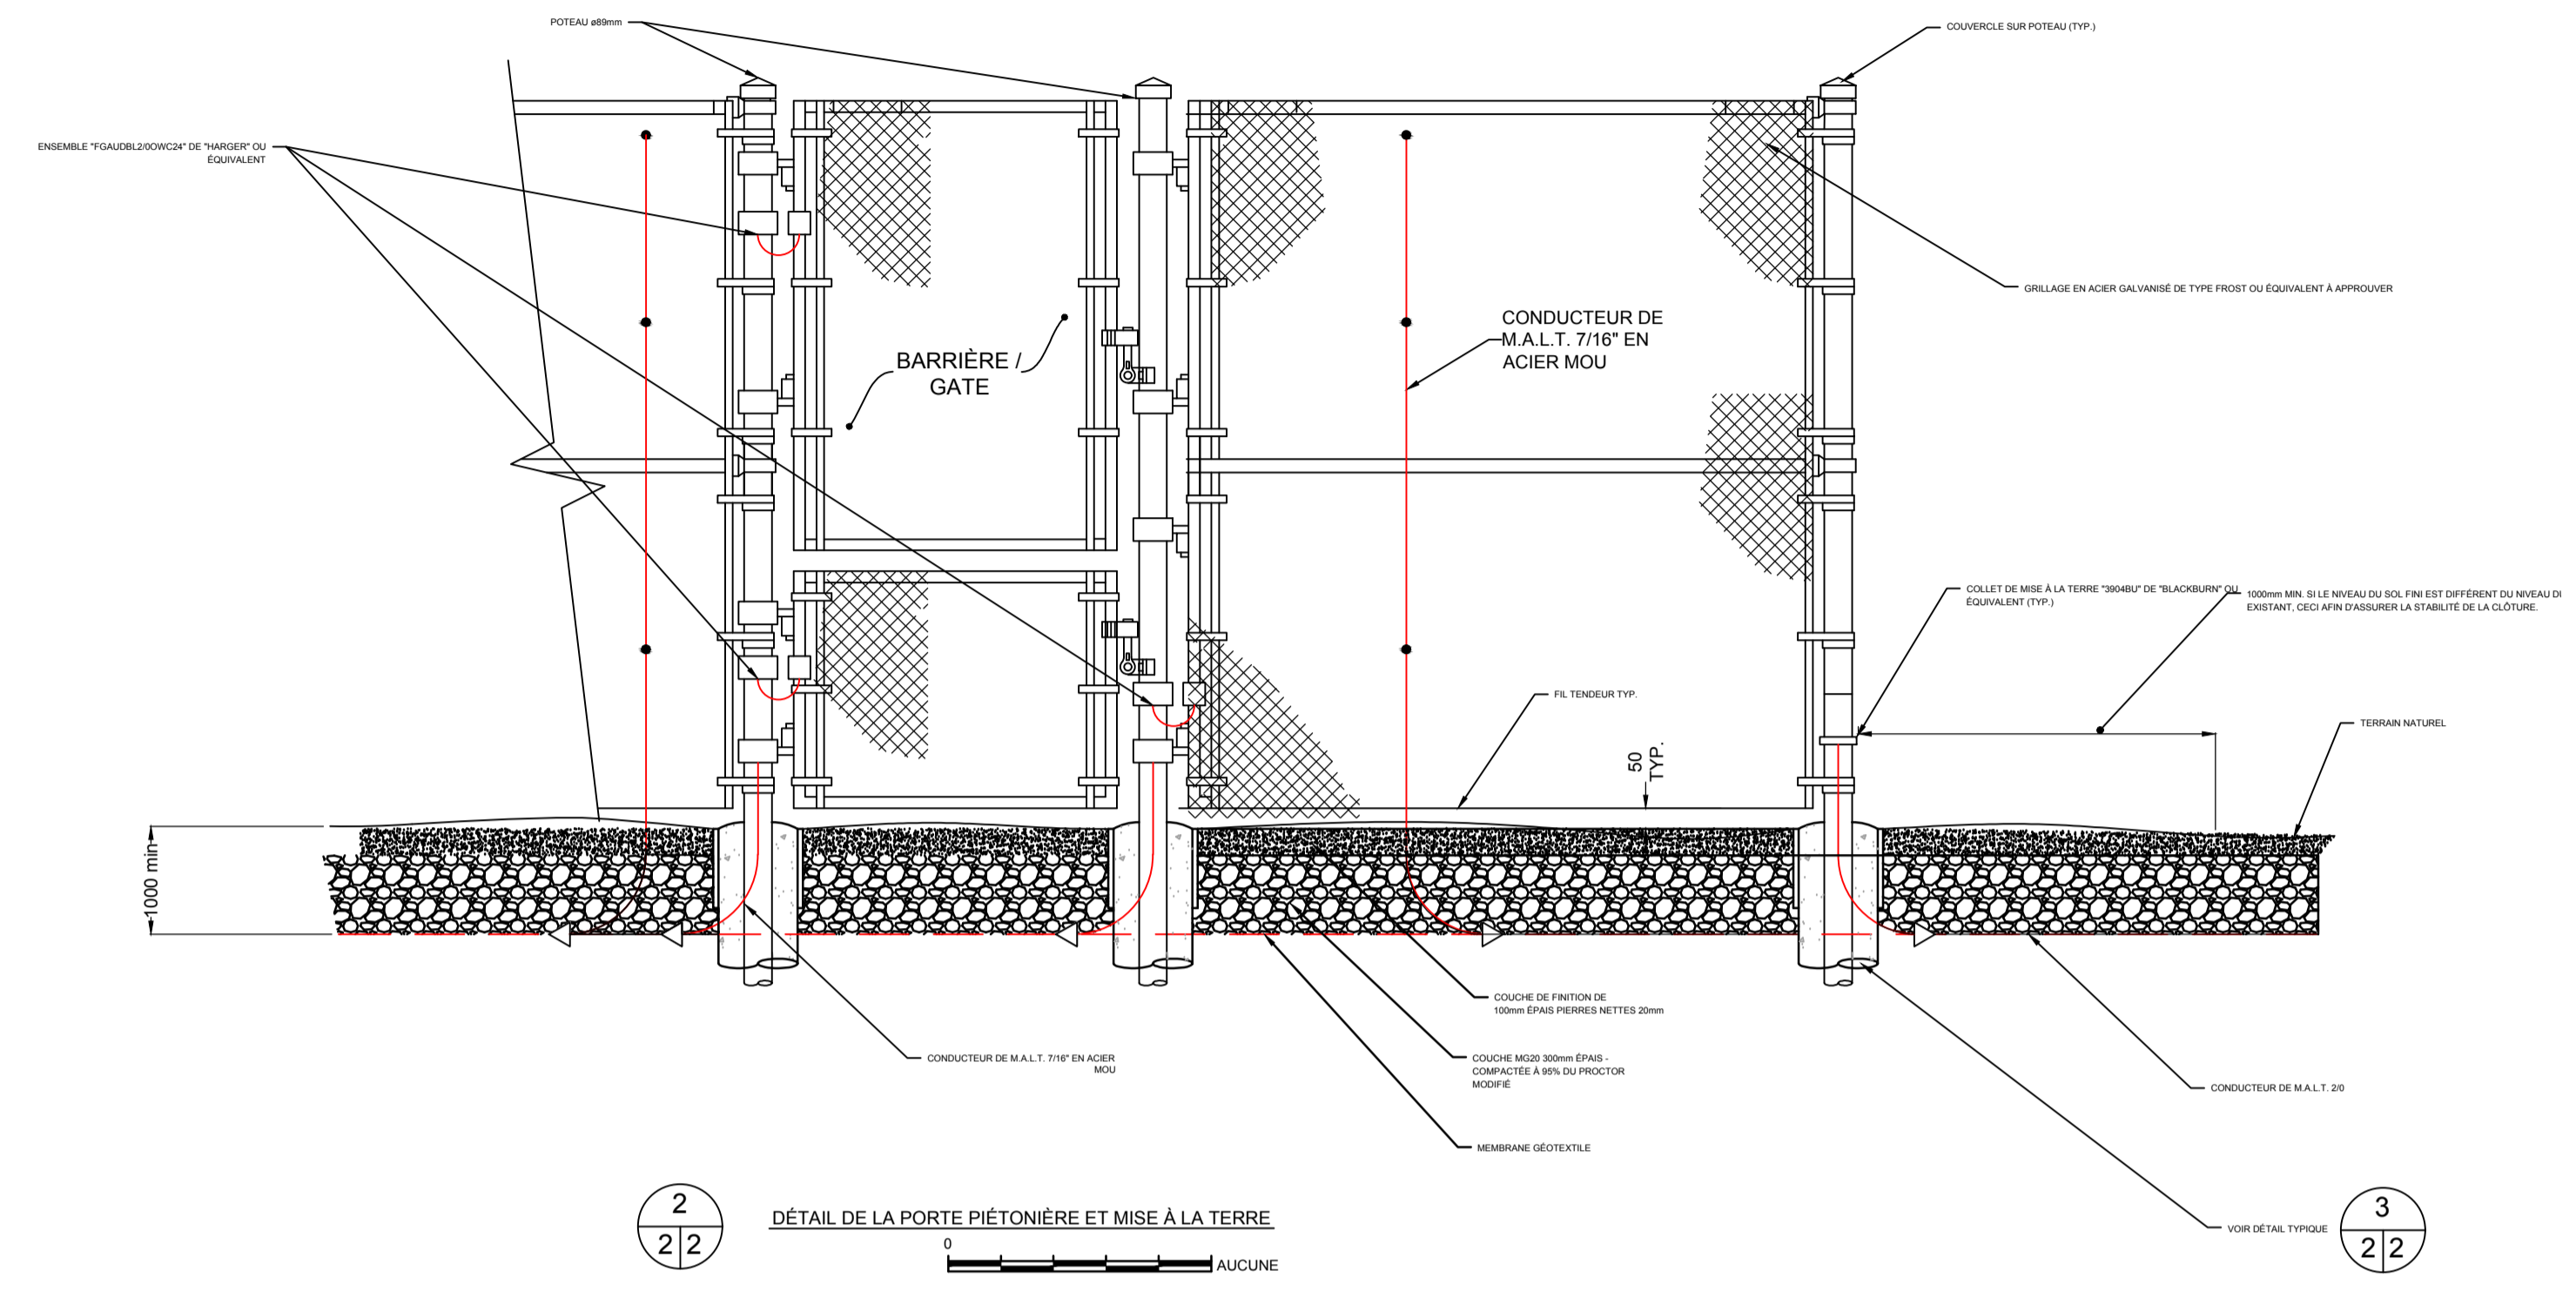 POTEAU ø89mm
COUVERCLE SUR POTEAU (TYP.)
ENSEMBLE "FGAUDBL2/0OWC24" DE "HARGER" OU
ÉQUIVALENT
GRILLAGE EN ACIER GALVANISÉ DE TYPE FROST OU ÉQUIVALENT À APPROUVER
BARRIÈRE /
GATE
CONDUCTEUR DE
M.A.L.T. 7/16" EN
ACIER MOU
COLLET DE MISE À LA TERRE "3904BU" DE "BLACKBURN" OU
ÉQUIVALENT (TYP.)
1000mm MIN. SI LE NIVEAU DU SOL FINI EST DIFFÉRENT DU NIVEAU DU
EXISTANT, CECI AFIN D'ASSURER LA STABILITÉ DE LA CLÔTURE.
FIL TENDEUR TYP.
TERRAIN NATUREL
50
TYP.
1000 min
COUCHE DE FINITION DE
100mm ÉPAIS PIERRES NETTES 20mm
CONDUCTEUR DE M.A.L.T. 7/16" EN ACIER
MOU
COUCHE MG20 300mm ÉPAIS -
COMPACTÉE À 95% DU PROCTOR
MODIFIÉ
CONDUCTEUR DE M.A.L.T. 2/0
MEMBRANE GÉOTEXTILE
2
2 2
DÉTAIL DE LA PORTE PIÉTONIÈRE ET MISE À LA TERRE
0
AUCUNE
VOIR DÉTAIL TYPIQUE
3
2 2